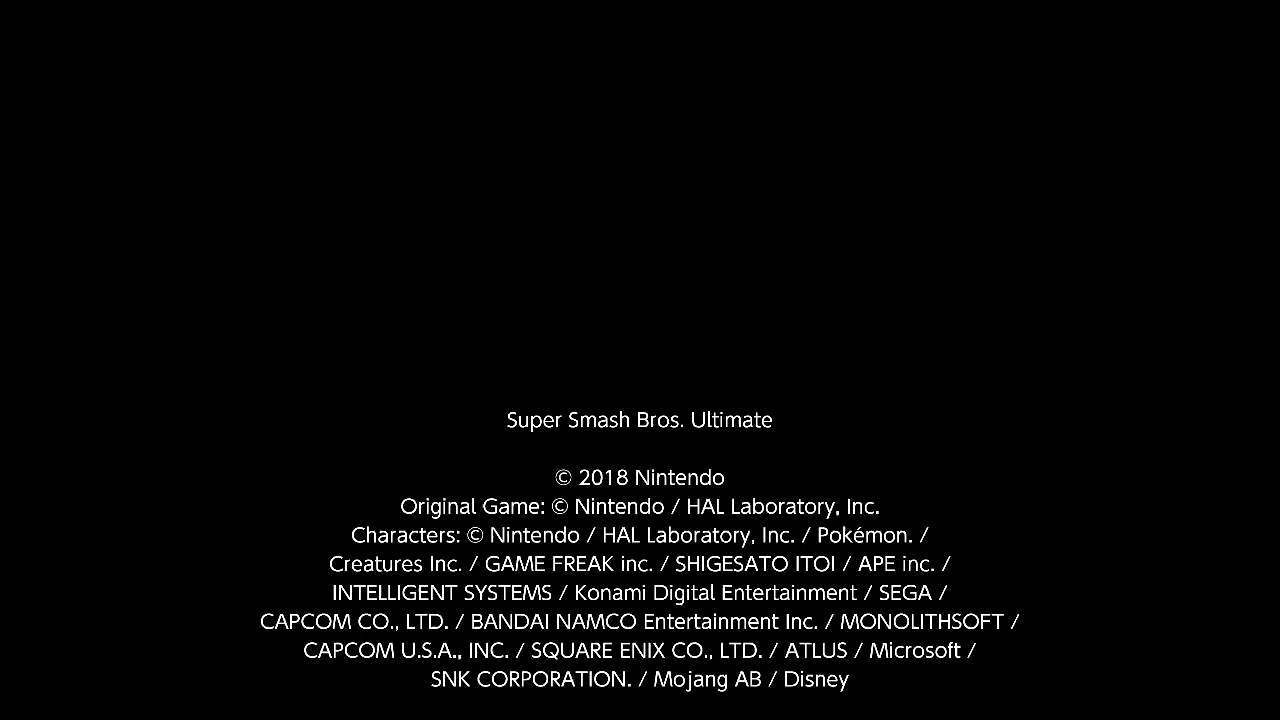 Super Smash Bros. Ultimate
© 2018 Nintendo
Original Game: © Nintendo / HAL Laboratory, Inc.
Characters: © Nintendo / HAL Laboratory, Inc. / Pokémon. /
Creatures Inc. / GAME FREAK inc. / SHIGESATO ITOI / APE inc. /
INTELLIGENT SYSTEMS / Konami Digital Entertainment / SEGA /
CAPCOM CO., LTD. / BANDAI NAMCO Entertainment Inc. / MONOLITHSOFT /
CAPCOM U.S.A., INC. / SQUARE ENIX CO., LTD. / ATLUS / Microsoft /
SNK CORPORATION. / Mojang AB / Disney